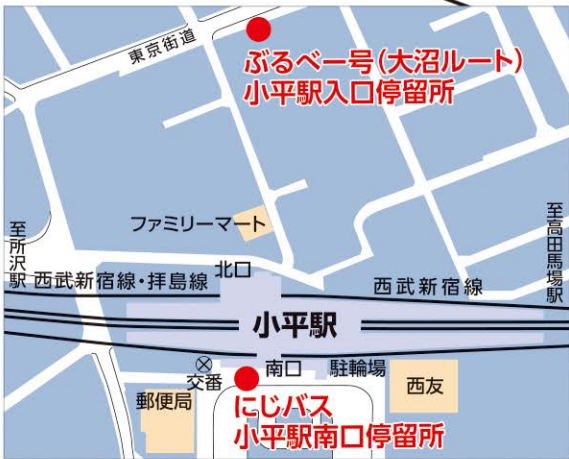 東京街道
ぶるべー号(大沼ルート)
小平駅入口停留所
ファミリーマート
至所沢駅
至高田馬場駅
北口
西武新宿線・拝島線
西武新宿線
小平駅
交番
南口
駐輪場
郵便局
西友
にじバス
小平駅南口停留所